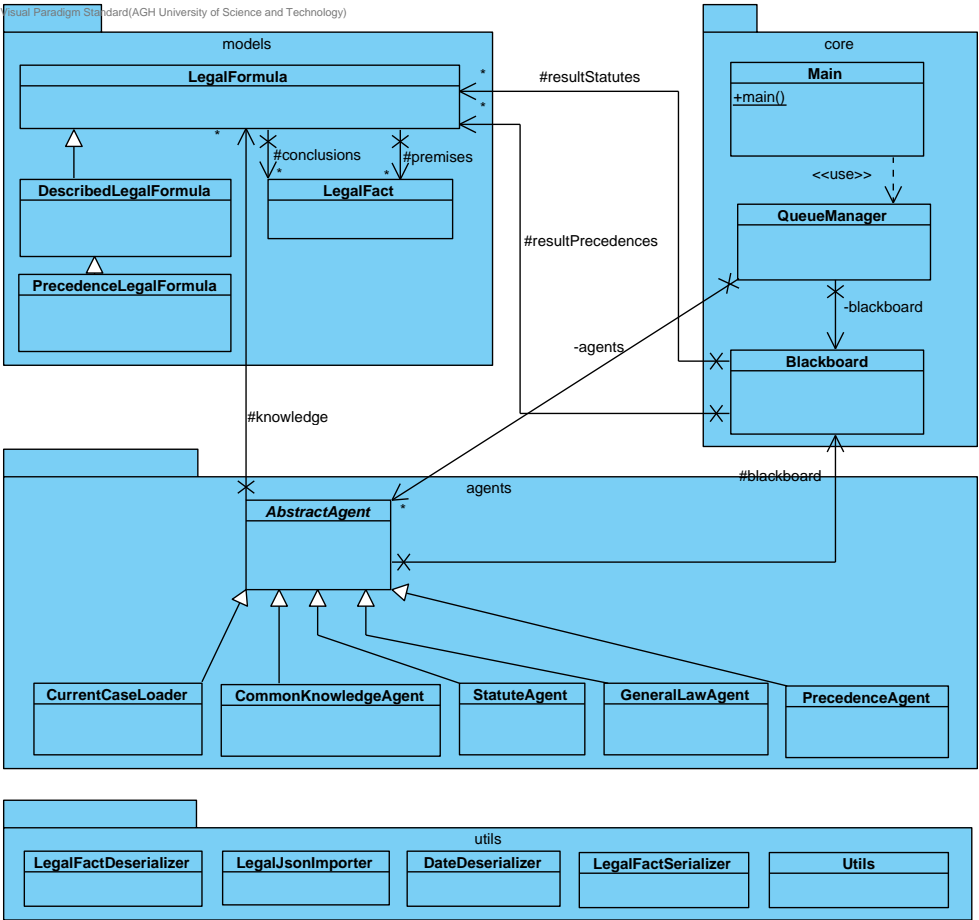 Visual Paradigm Standard(AGH University of Science and Technology)
models
core
LegalFormula
*
#resultStatutes
Main
+main()
*
*
#conclusions
#premises
*
*
<<use>>
DescribedLegalFormula
LegalFact
QueueManager
#resultPrecedences
PrecedenceLegalFormula
-blackboard
-agents
Blackboard
#knowledge
#blackboard
agents
*
AbstractAgent
CurrentCaseLoader
CommonKnowledgeAgent
StatuteAgent
GeneralLawAgent
PrecedenceAgent
utils
LegalFactDeserializer
LegalJsonImporter
DateDeserializer
LegalFactSerializer
Utils